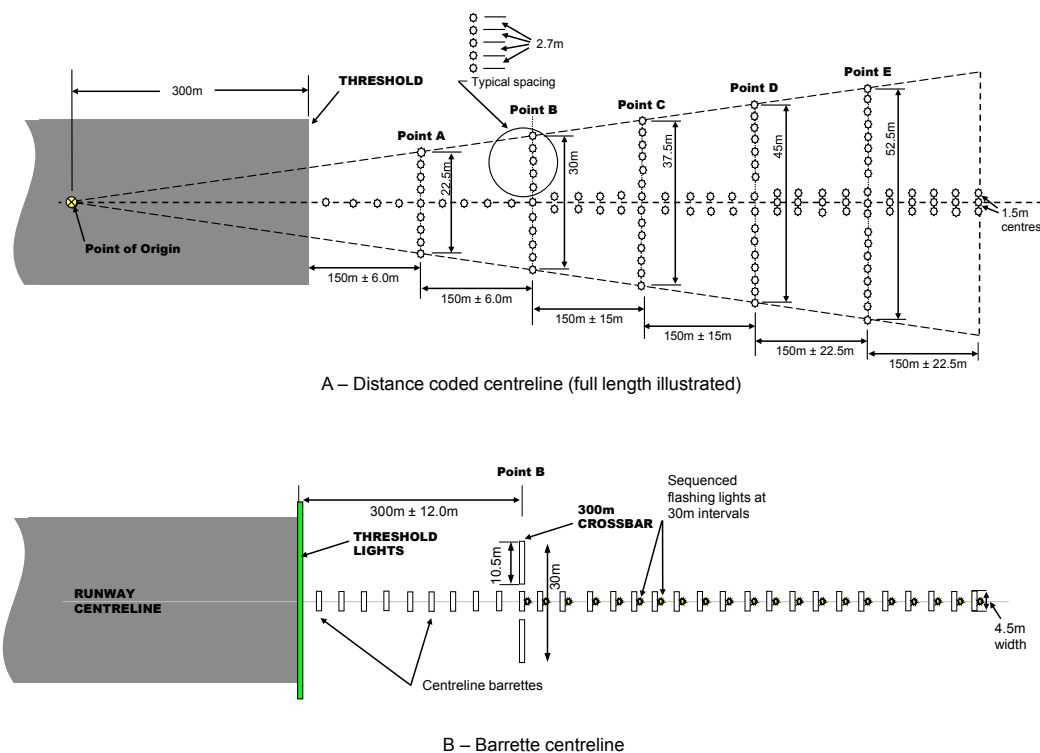 2.7m
Typical spacing
300m
THRESHOLD
Point A
Point B
Point C
Point D
Point E
22.5m
30m
37.5m
45m
52.5m
Point of Origin
1.5m
centres
150m ± 6.0m
150m ± 6.0m
150m ± 15m
150m ± 15m
150m ± 22.5m
150m ± 22.5m
A – Distance coded centreline (full length illustrated)
Point B
300m ± 12.0m
THRESHOLD
LIGHTS
300m
CROSSBAR
Sequenced
flashing lights at
30m intervals
10.5m
30m
RUNWAY
CENTRELINE
4.5m
width
Centreline barrettes
B – Barrette centreline